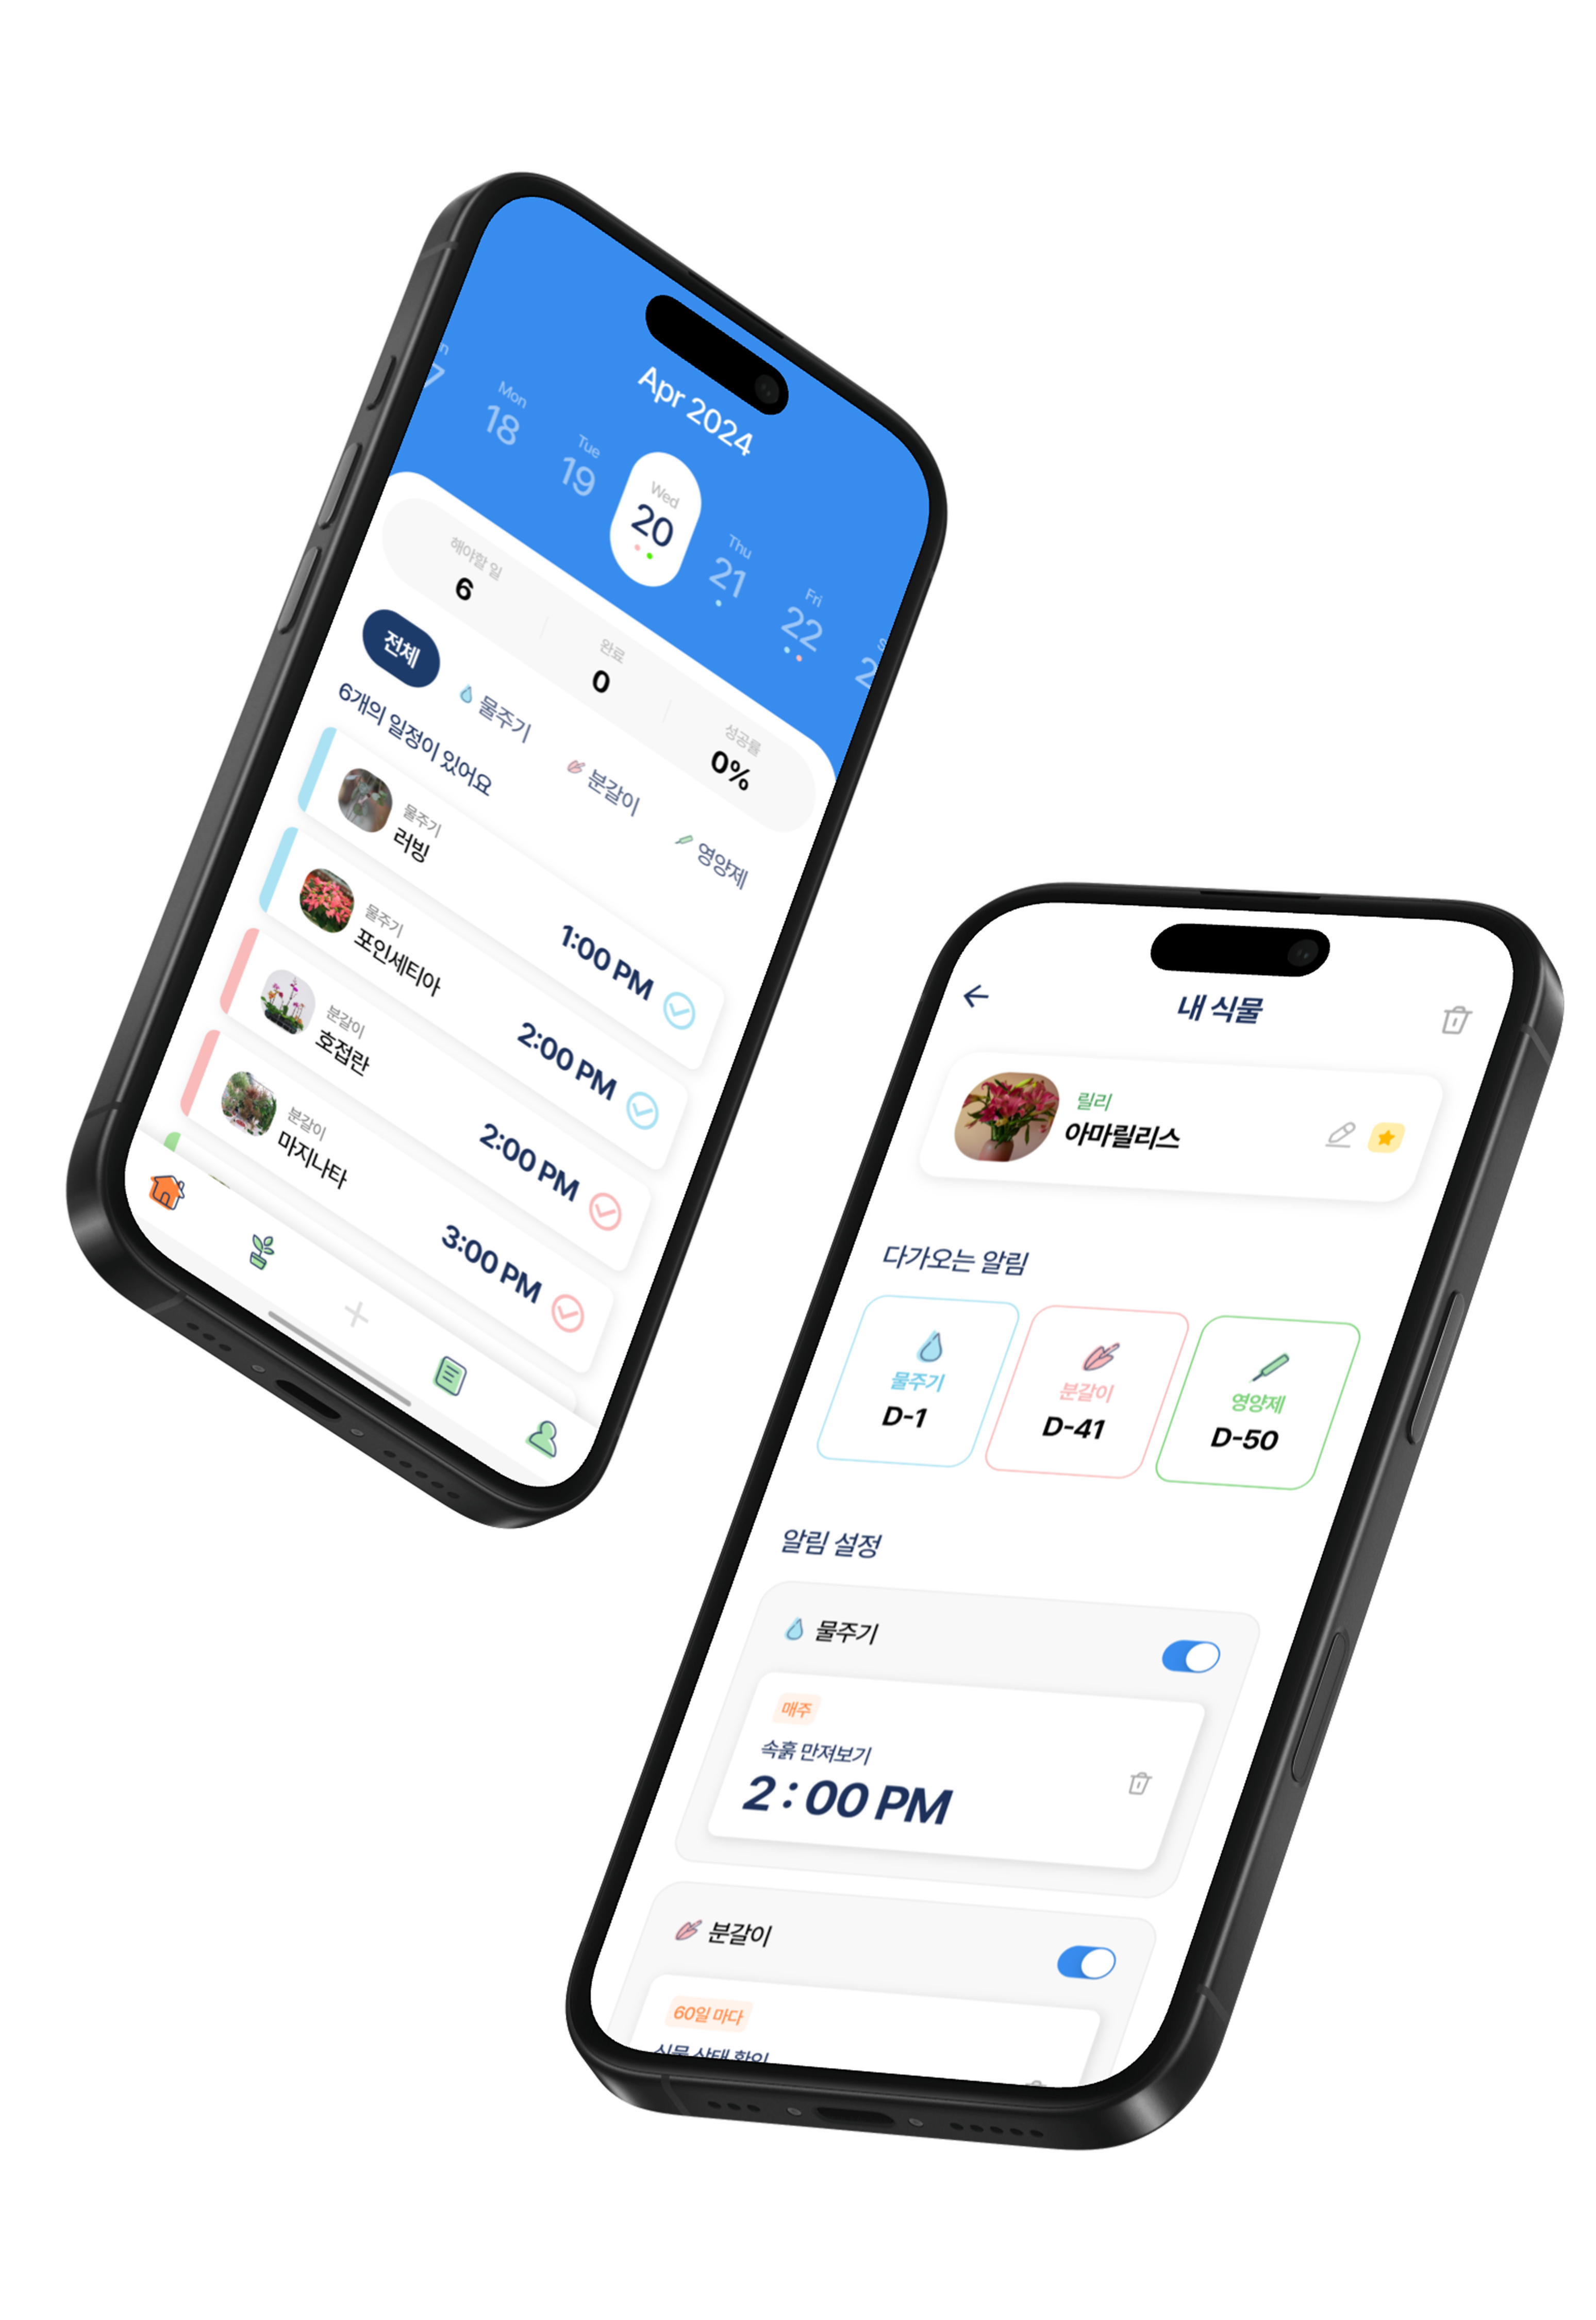 Apr 2024
Mon
Tue
Wed
Thu
Fri
18
19
20
21
22
해야할 일
6
완료
0
성공률
0%
전체
물주기
분갈이
영양제
6개의 일정이 있어요
물주기
러빙
1:00 PM
물주기
포인세티아
2:00 PM
분갈이
호접란
2:00 PM
분갈이
마지나타
3:00 PM
내 식물
릴리
아마릴리스
다가오는 알림
물주기
D-1
분갈이
D-41
영양제
D-50
알림 설정
물주기
매주
속흙 만져보기
2 : 00 PM
분갈이
60일 마다
식물 상태 확인